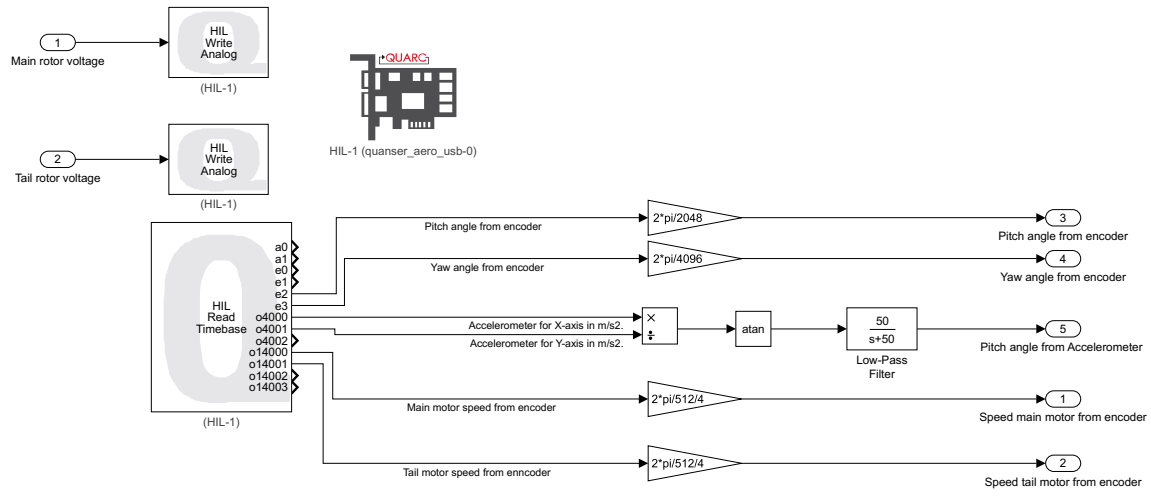 1
Main rotor voltage
HIL
Write
Analog
(HIL-1)
QUARC
HIL-1 (quanser_aero_usb-0)
2
Tail rotor voltage
HIL
Write
Analog
(HIL-1)
HIL
Read
Timebase
a0
a1
e0
e1
e2
e3
o4000
o4001
o4002
o14000
o14001
o14002
o14003
(HIL-1)
Pitch angle from encoder
2*pi/2048
3
Pitch angle from encoder
Yaw angle from encoder
2*pi/4096
4
Yaw angle from encoder
Accelerometer for X-axis in m/s2.
Accelerometer for Y-axis in m/s2.
×
÷
atan
50
s+50
Low-Pass
Filter
5
Pitch angle from Accelerometer
Main motor speed from encoder
2*pi/512/4
1
Speed main motor from encoder
Tail motor speed from enncoder
2*pi/512/4
2
Speed tail motor from encoder